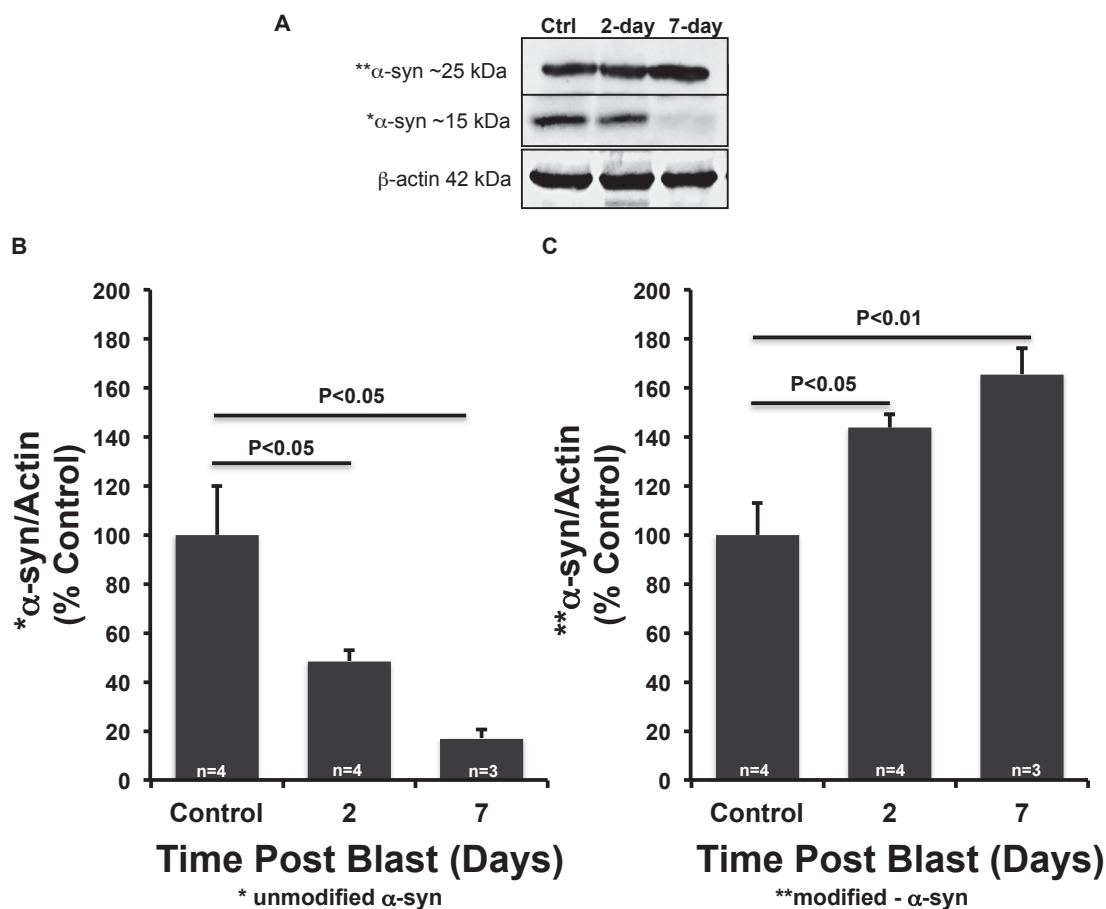 A
Ctrl 2-day 7-day
**α-syn ~25 kDa
*α-syn ~15 kDa
β-actin 42 kDa
B
200
180
160
140
120
100
80
60
40
20
0
*α-syn/Actin
(% Control)
P<0.05
P<0.05
n=4 n=4 n=3
Control 2 7
Time Post Blast (Days)
* unmodified α-syn
C
200
180
160
140
120
100
80
60
40
20
0
**α-syn/Actin
(% Control)
P<0.01
P<0.05
n=4 n=4 n=3
Control 2 7
Time Post Blast (Days)
**modified - α-syn